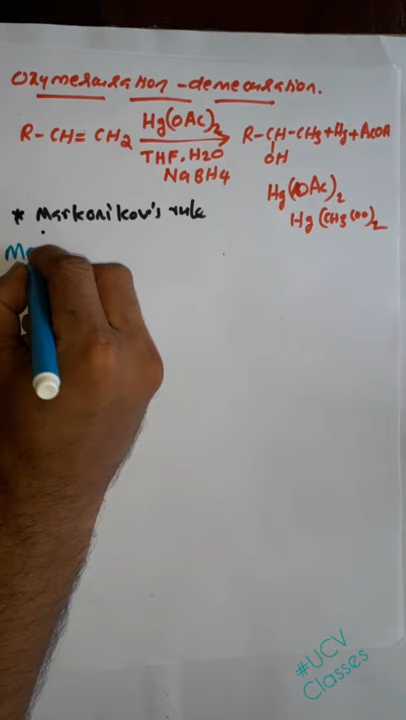 Oxymercuration - demercuration.
R-CH=CH2 Hg(OAc)2 THF.H2O NaBH4 R-CH-CH3+Hg+AcOH
OH
Hg(OAc)2
Hg(CH3COO)2
* Markonikov's rule
Me
#UCV
Classes